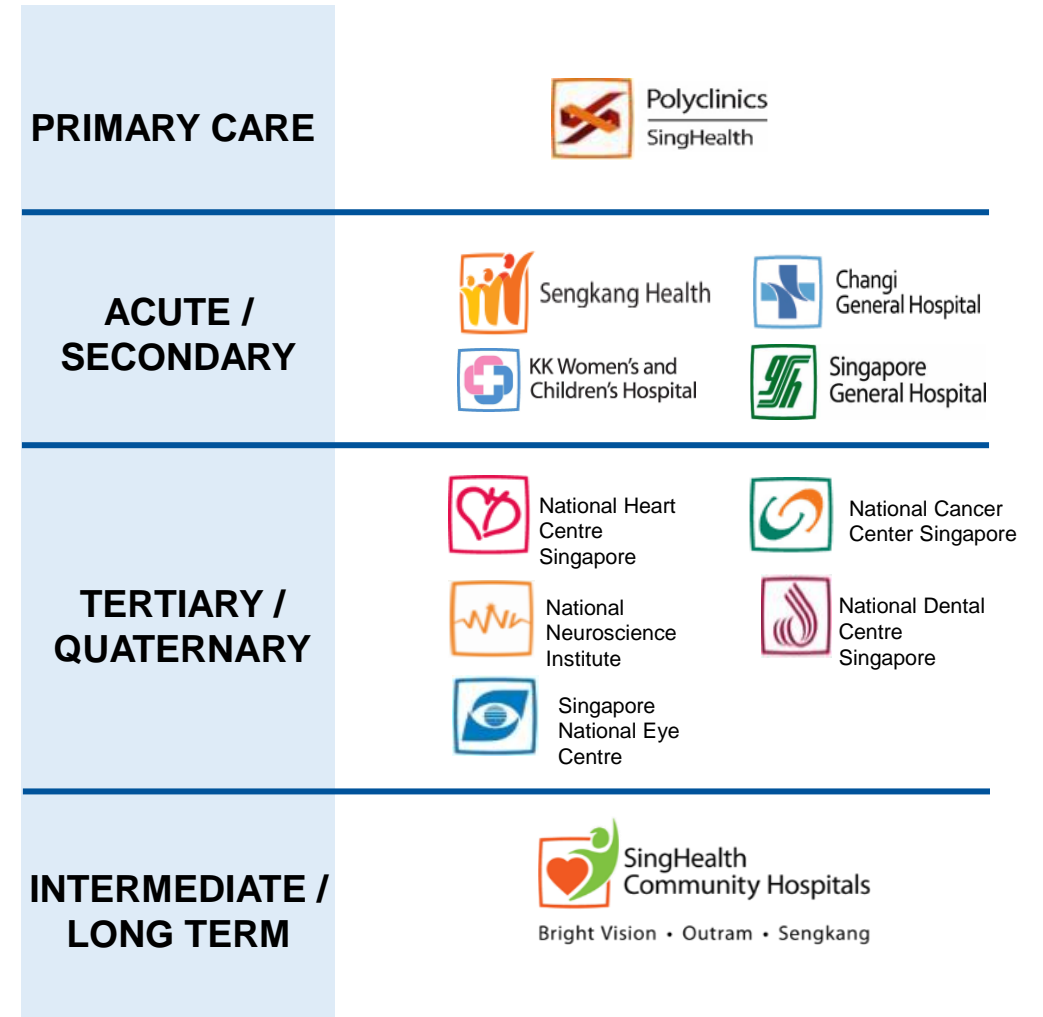 PRIMARY CARE
Polyclinics
SingHealth
ACUTE /
SECONDARY
Sengkang Health
Changi
General Hospital
KK Women's and
Children's Hospital
Singapore
General Hospital
TERTIARY /
QUATERNARY
National Heart
Centre
Singapore
National Cancer
Center Singapore
National
Neuroscience
Institute
National Dental
Centre
Singapore
Singapore
National Eye
Centre
INTERMEDIATE /
LONG TERM
SingHealth
Community Hospitals
Bright Vision • Outram • Sengkang